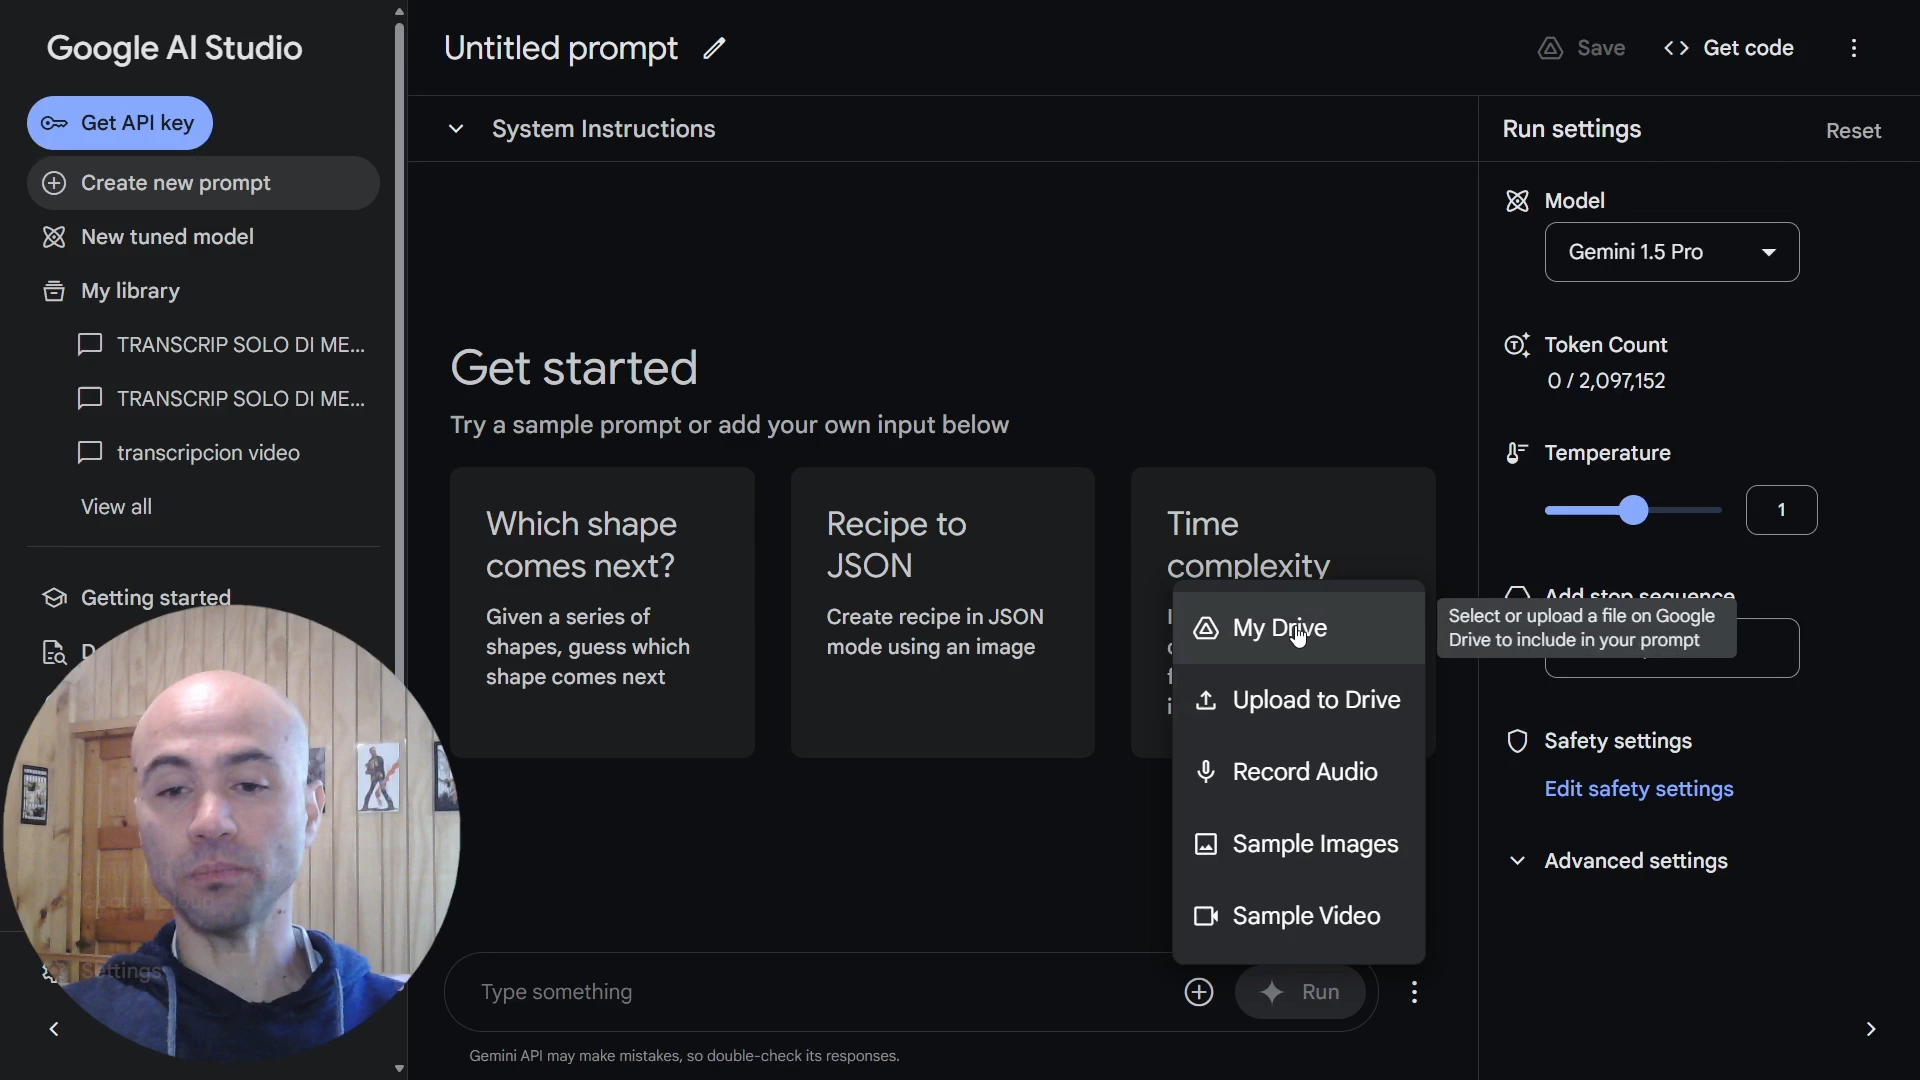 Google AI Studio
Get API key
Create new prompt
New tuned model
My library
TRANSCRIP SOLO DI ME...
TRANSCRIP SOLO DI ME...
transcripcion video
View all
Getting started
D
Google Cloud
Settings
Untitled prompt
Save
Get code
System Instructions
Get started
Try a sample prompt or add your own input below
Which shape
comes next?
Given a series of
shapes, guess which
shape comes next
Recipe to
JSON
Create recipe in JSON
mode using an image
Time
complexity
My Drive
Upload to Drive
Record Audio
Sample Images
Sample Video
Select or upload a file on Google
Drive to include in your prompt
Type something
Run
Gemini API may make mistakes, so double-check its responses.
Run settings
Reset
Model
Gemini 1.5 Pro
Token Count
0 / 2,097,152
Temperature
1
Add stop sequence
Safety settings
Edit safety settings
Advanced settings